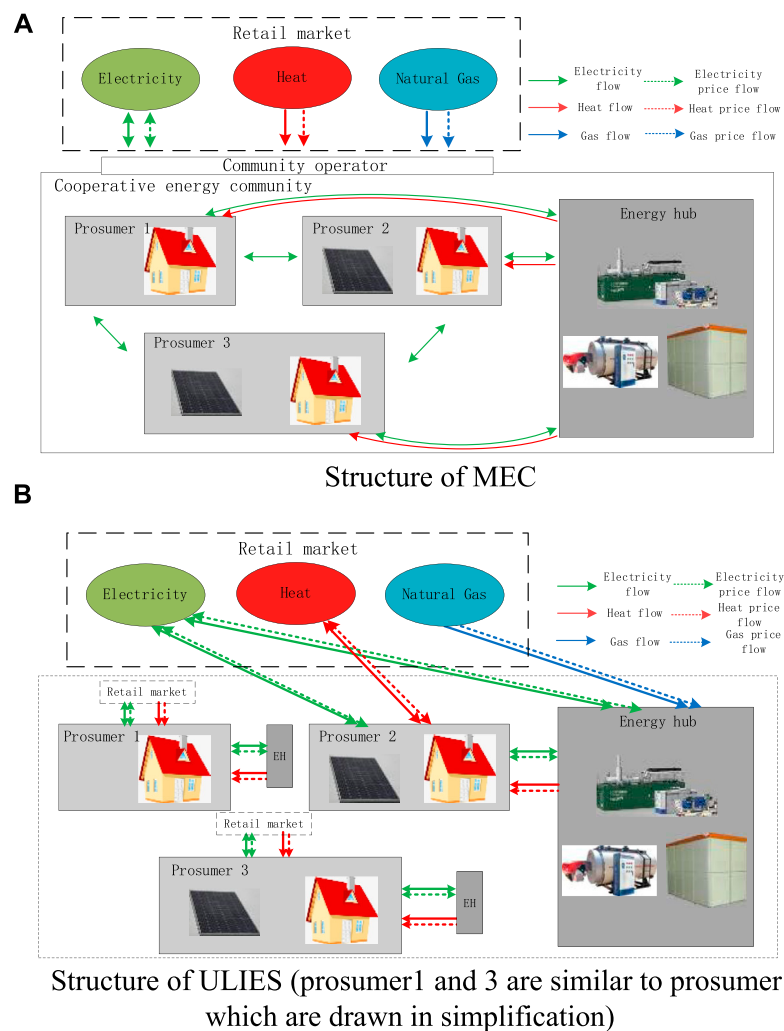 A
Retail market
Electricity
Heat
Natural Gas
Electricity
flow
Electricity
price flow
Heat flow
Heat price flow
Gas flow
Gas price flow
Community operator
Cooperative energy community
Prosumer 1
Prosumer 2
Energy hub
Prosumer 3
Structure of MEC
B
Retail market
Electricity
Heat
Natural Gas
Electricity
flow
Electricity
price flow
Heat flow
Heat price
flow
Gas flow
Gas price
flow
Retail market
Prosumer 1
EH
Prosumer 2
Energy hub
Retail market
Prosumer 3
EH
Structure of ULIES (prosumer1 and 3 are similar to prosumer
which are drawn in simplification)